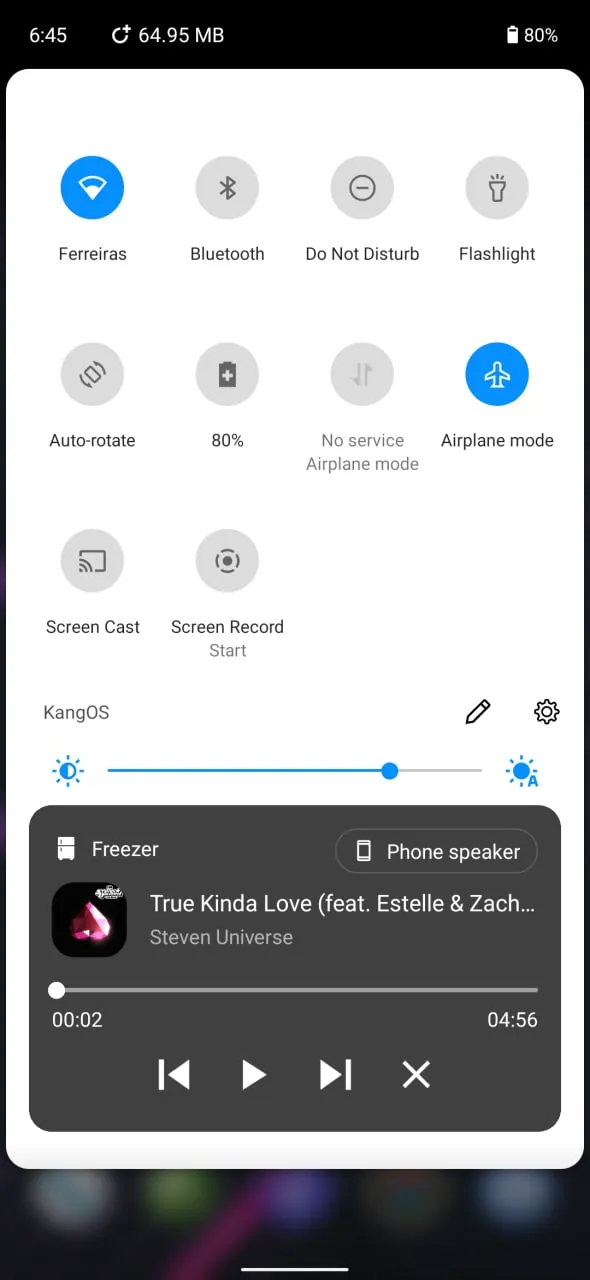 6:45 64.95 MB 80%
Ferreiras Bluetooth Do Not Disturb Flashlight
Auto-rotate 80% No service Airplane mode
Airplane mode
Screen Cast Screen Record
Start
KangOS
A
Freezer Phone speaker
True Kinda Love (feat. Estelle & Zach...
Steven Universe
00:02 04:56